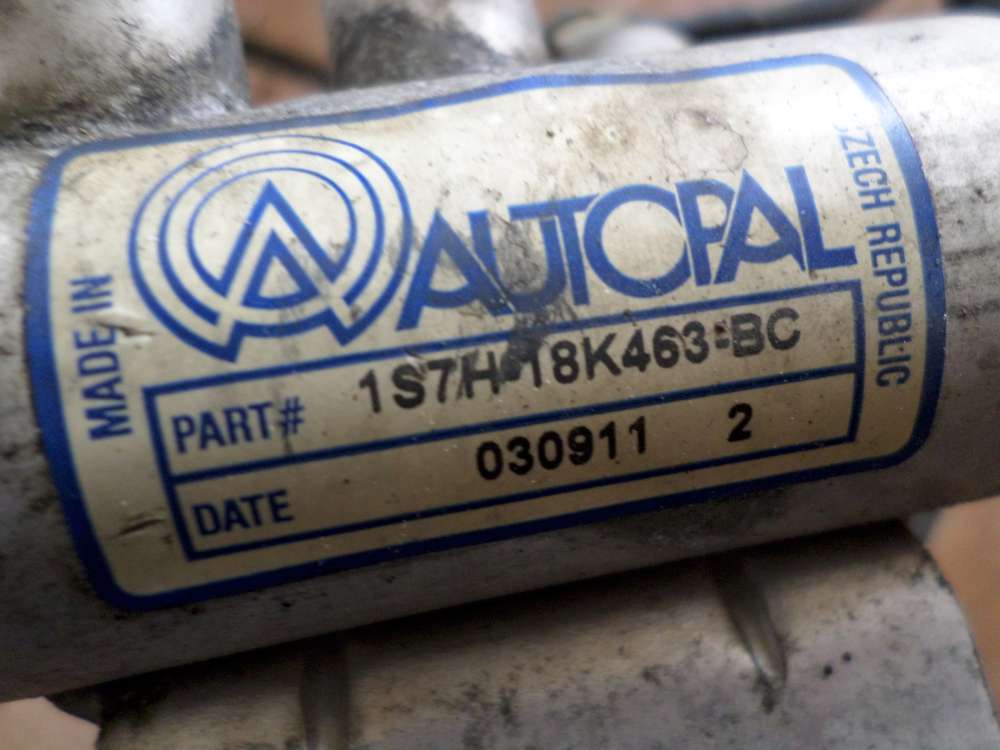 AUTOPAL
MADE IN
CZECH REPUBLIC
PART# 1S7H-18K463-BC
DATE 030911 2